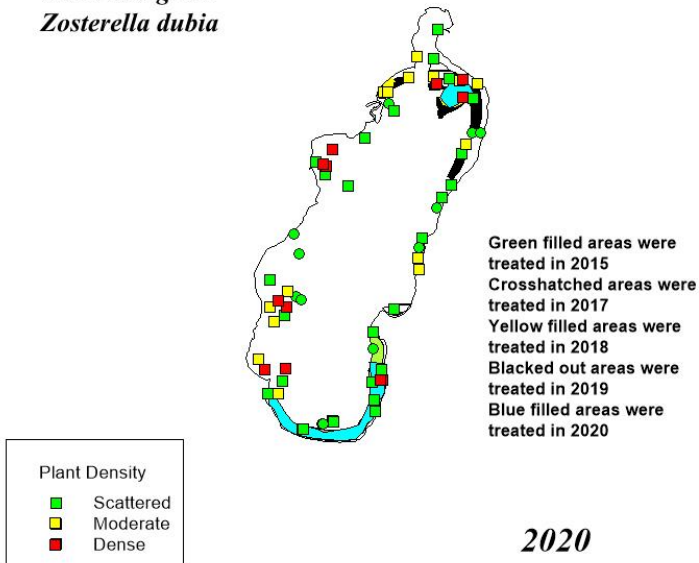 Zosterella dubia
Green filled areas were
treated in 2015
Crosshatched areas were
treated in 2017
Yellow filled areas were
treated in 2018
Blacked out areas were
treated in 2019
Blue filled areas were
treated in 2020
Plant Density
Scattered
Moderate
Dense
2020